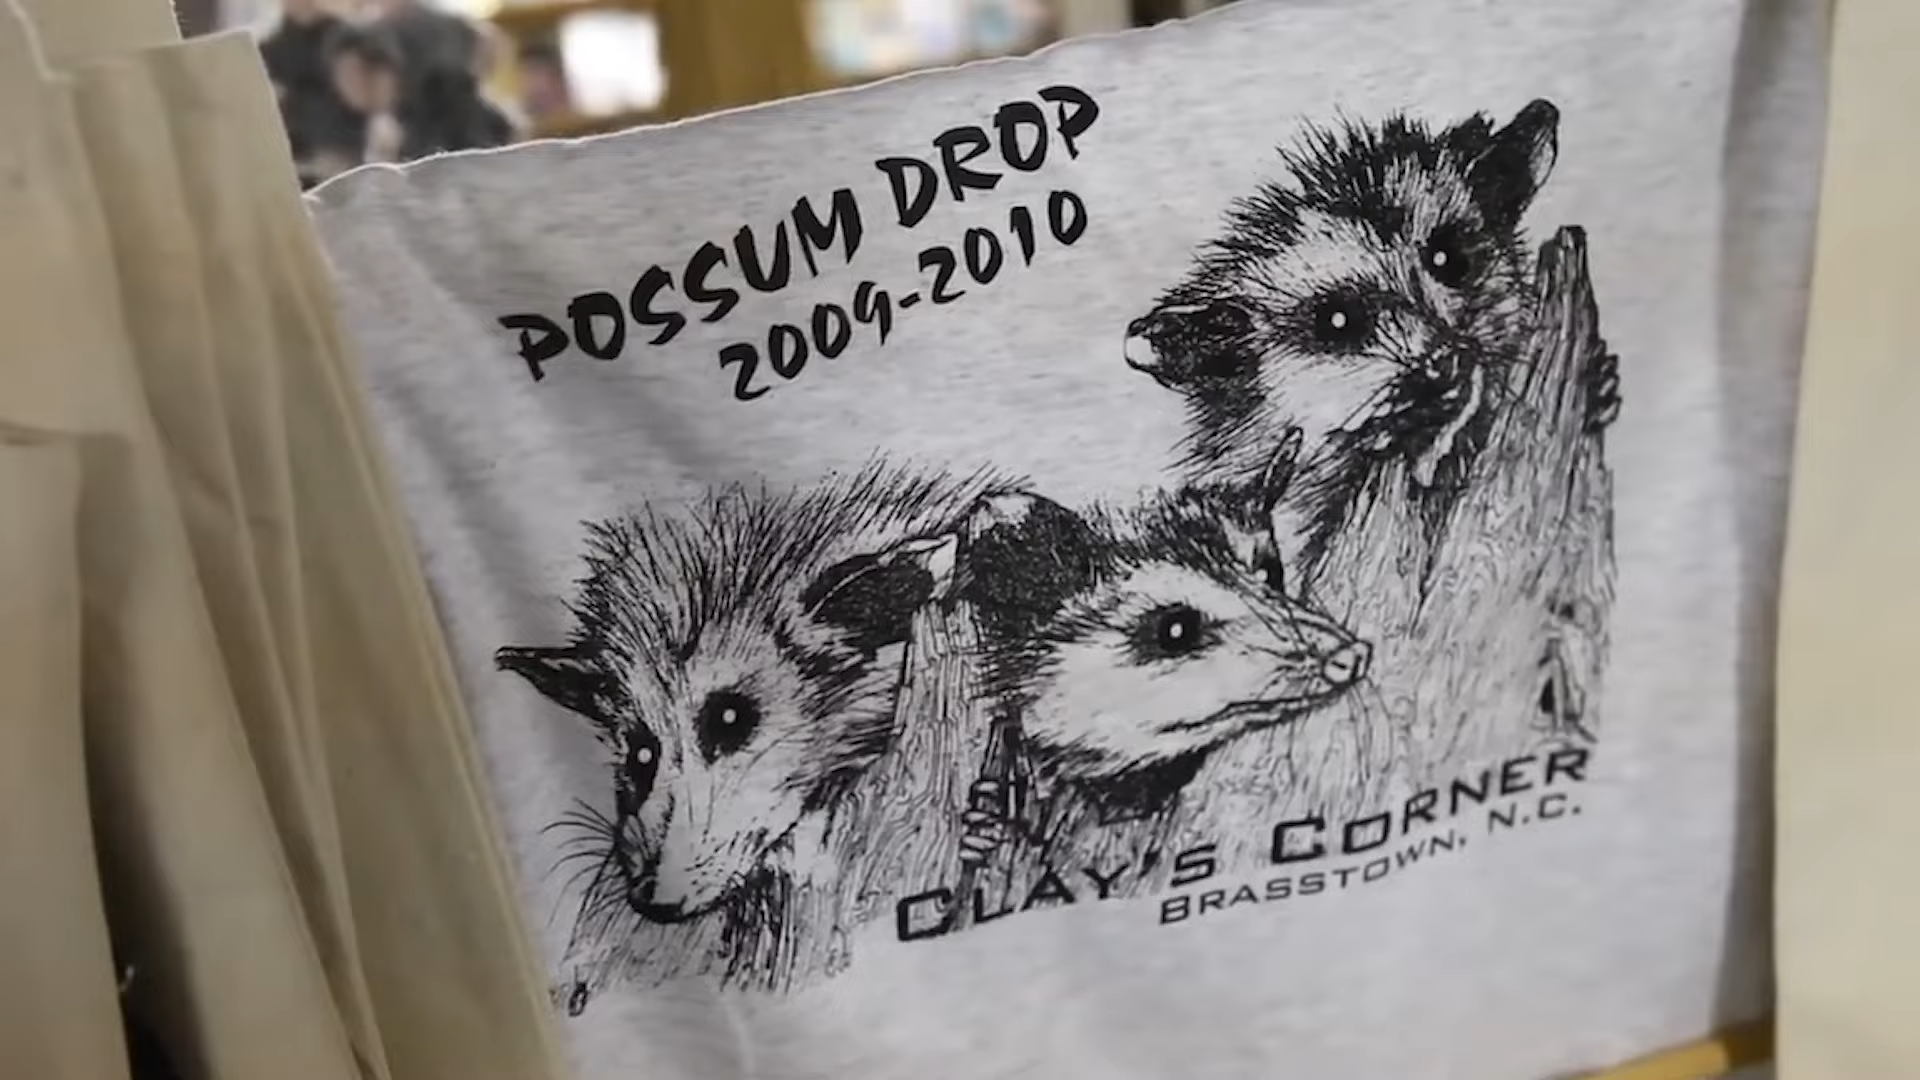 POSSUM DROP
2009-2010
CLAY'S CORNER
BRASSTOWN, N.C.